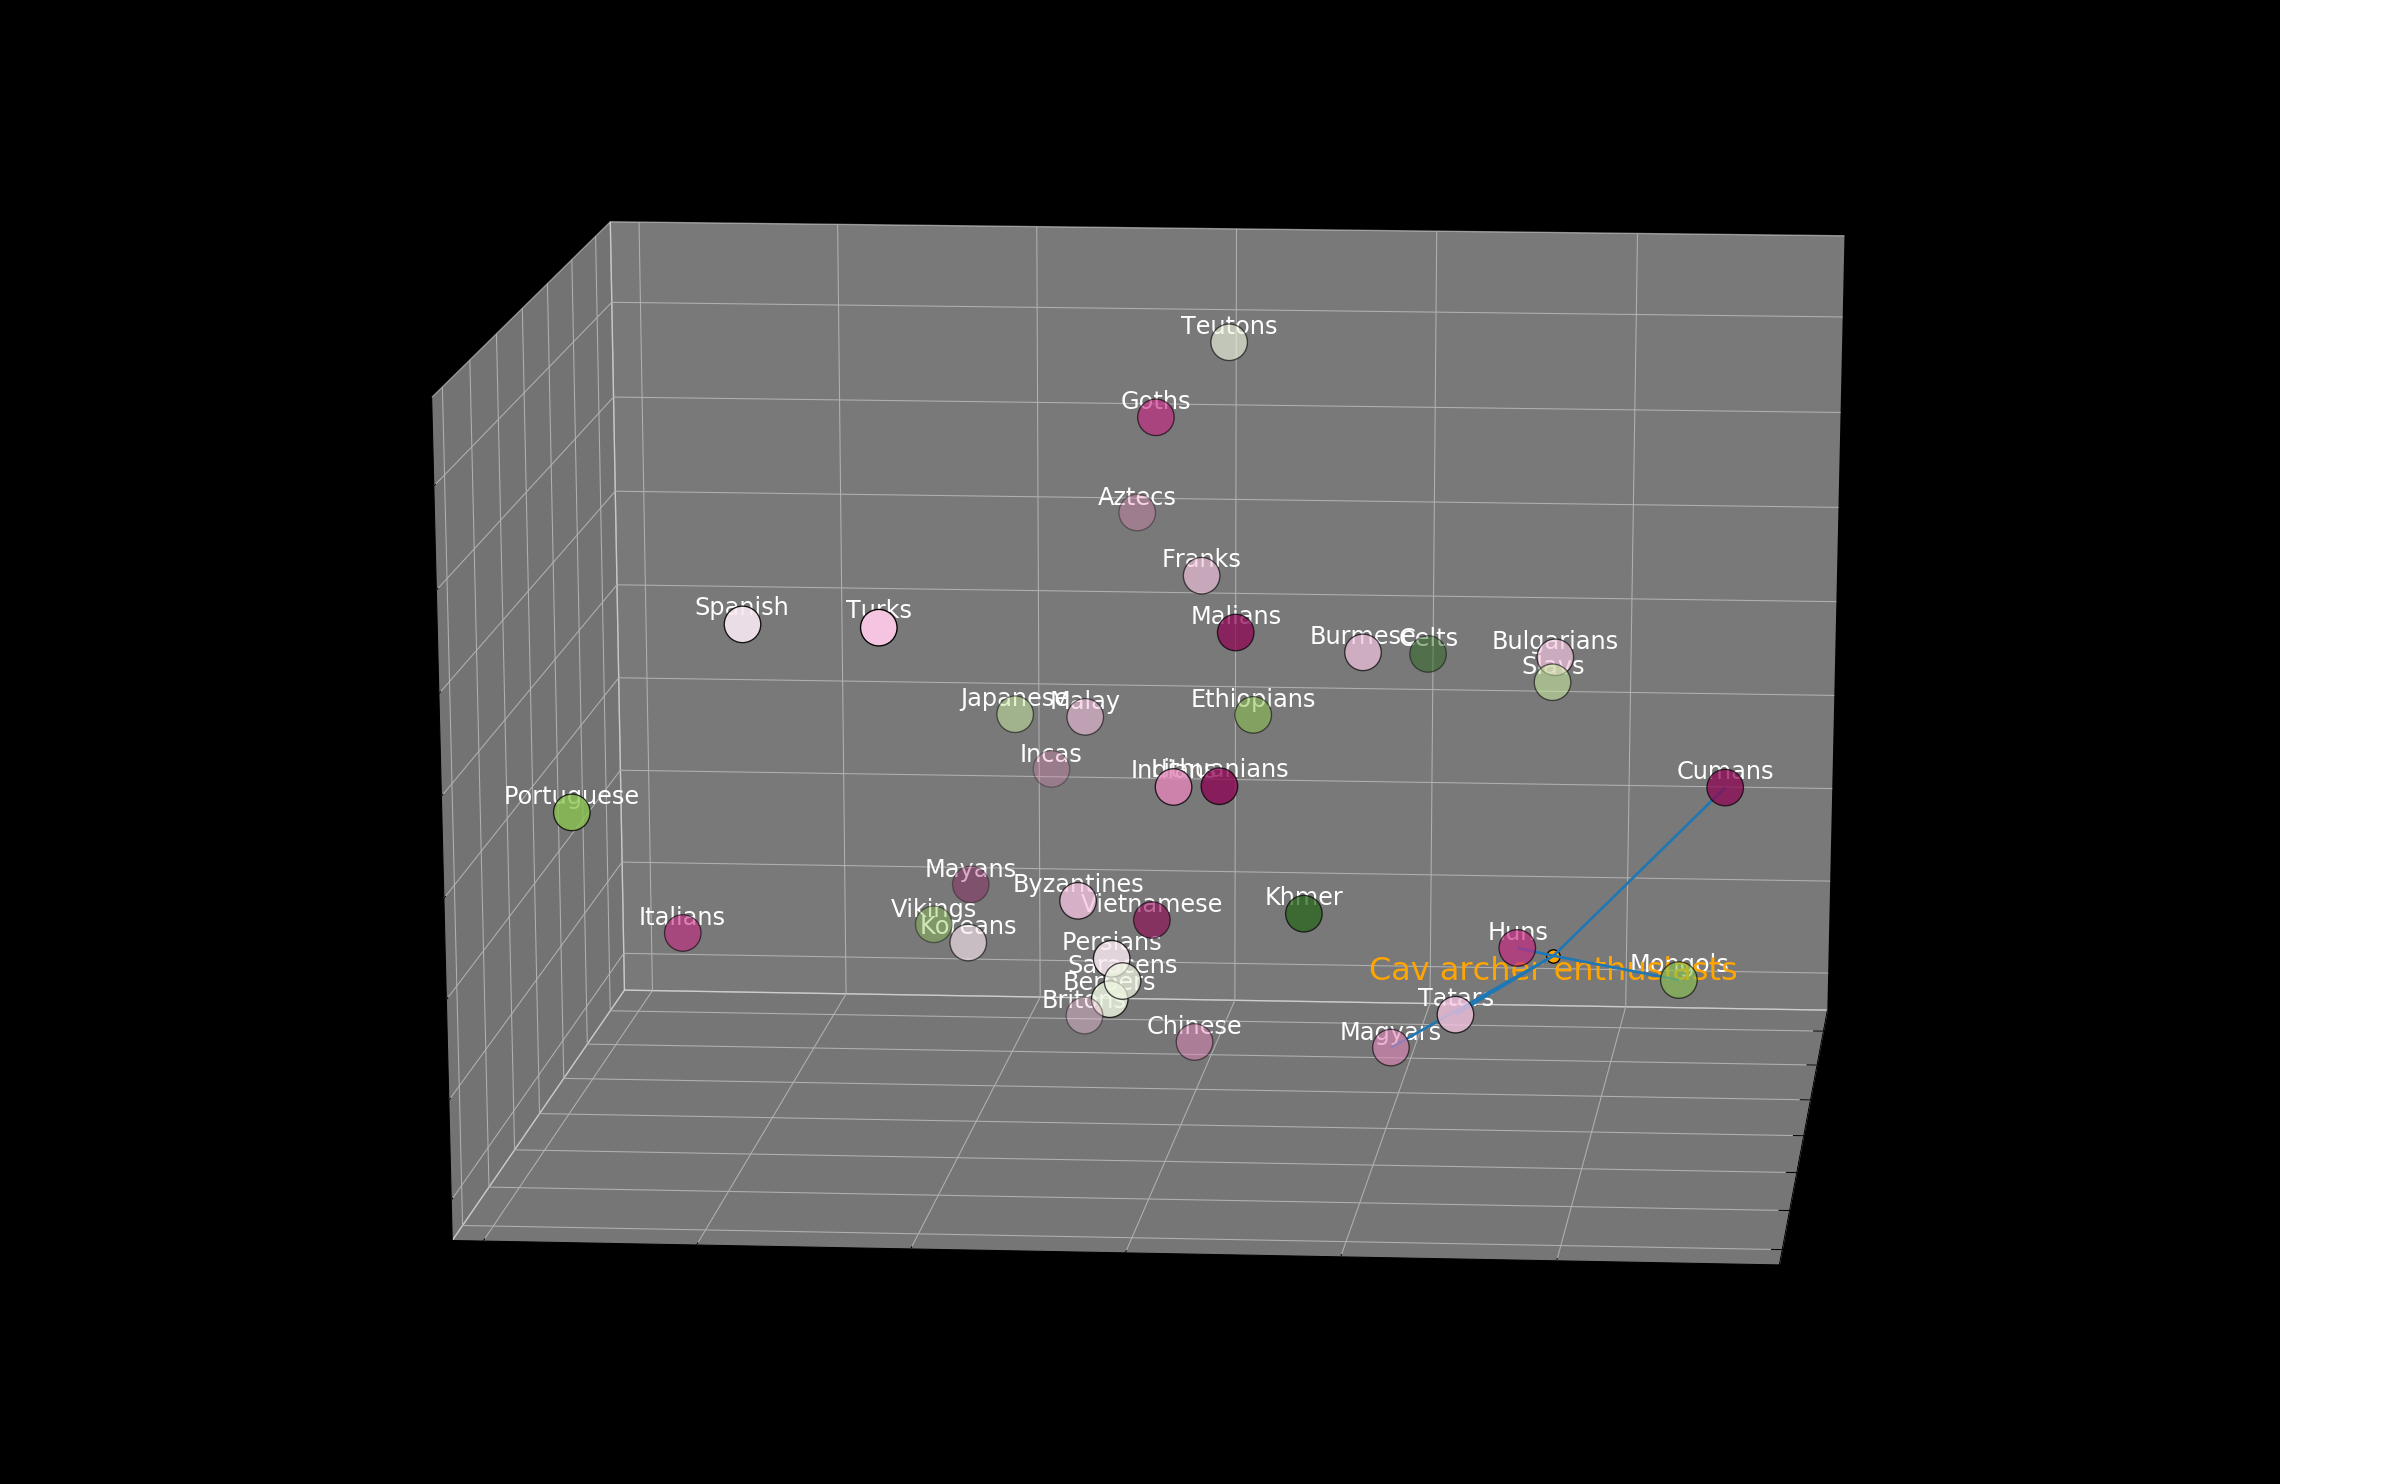 Teutons
Goths
Aztecs
Franks
Spanish
Turks
Malians
Burmese
Celts
Bulgarians
Slavs
Japanese
Malay
Ethiopians
Incas
Indians
Lithuanians
Cumans
Portuguese
Mayans
Byzantines
Vietnamese
Khmer
Vikings
Italians
Koreans
Huns
Persians
Saracens
Mongols
Cav archer enthusiasts
Berbers
Britons
Tatars
Chinese
Magyars